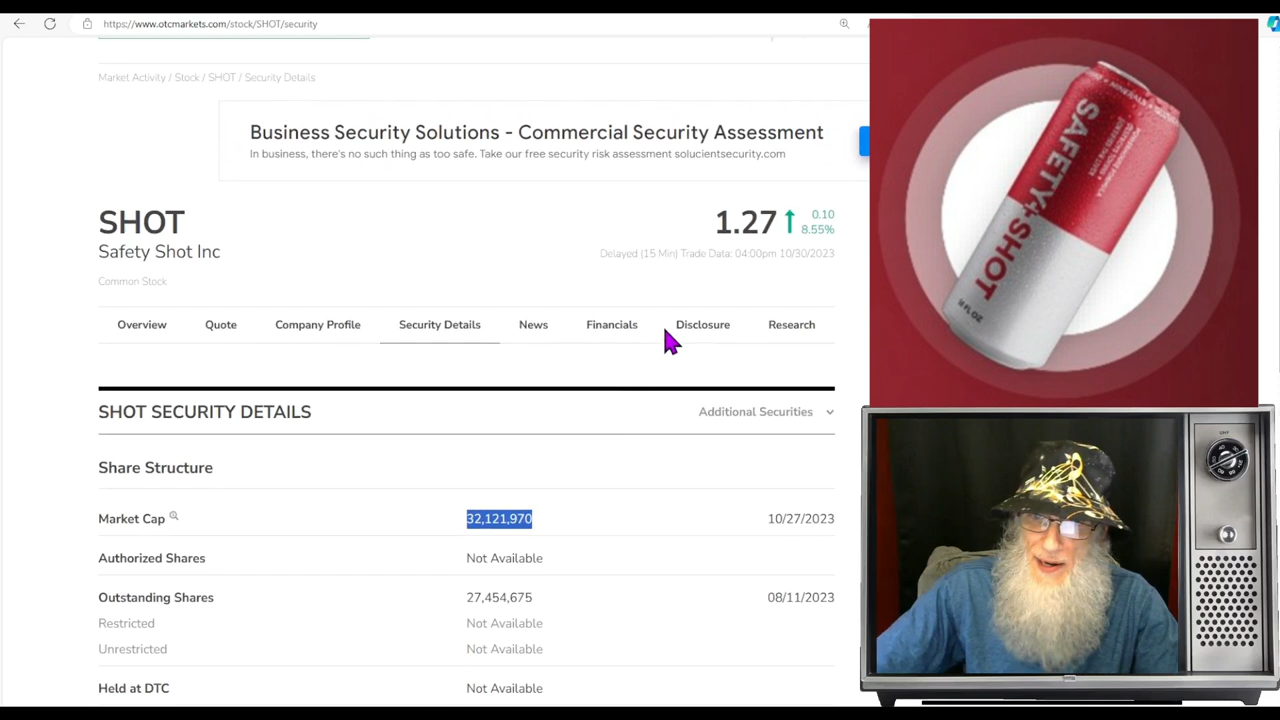 https://www.otcmarkets.com/stock/SHOT/security
Market Activity / Stock / SHOT / Security Details
Business Security Solutions - Commercial Security Assessment
In business, there's no such thing as too safe. Take our free security risk assessment solucientsecurity.com
SHOT
Safety Shot Inc
Common Stock
1.27
0.10
8.55%
Delayed (15 Min) Trade Data: 04:00pm 10/30/2023
Overview Quote Company Profile Security Details News Financials Disclosure Research
SHOT SECURITY DETAILS
Additional Securities
Share Structure
Market Cap 32,121,970 10/27/2023
Authorized Shares Not Available
Outstanding Shares 27,454,675 08/11/2023
Restricted Not Available
Unrestricted Not Available
Held at DTC Not Available
SAFETY
SHOT
FL OZ
UHF